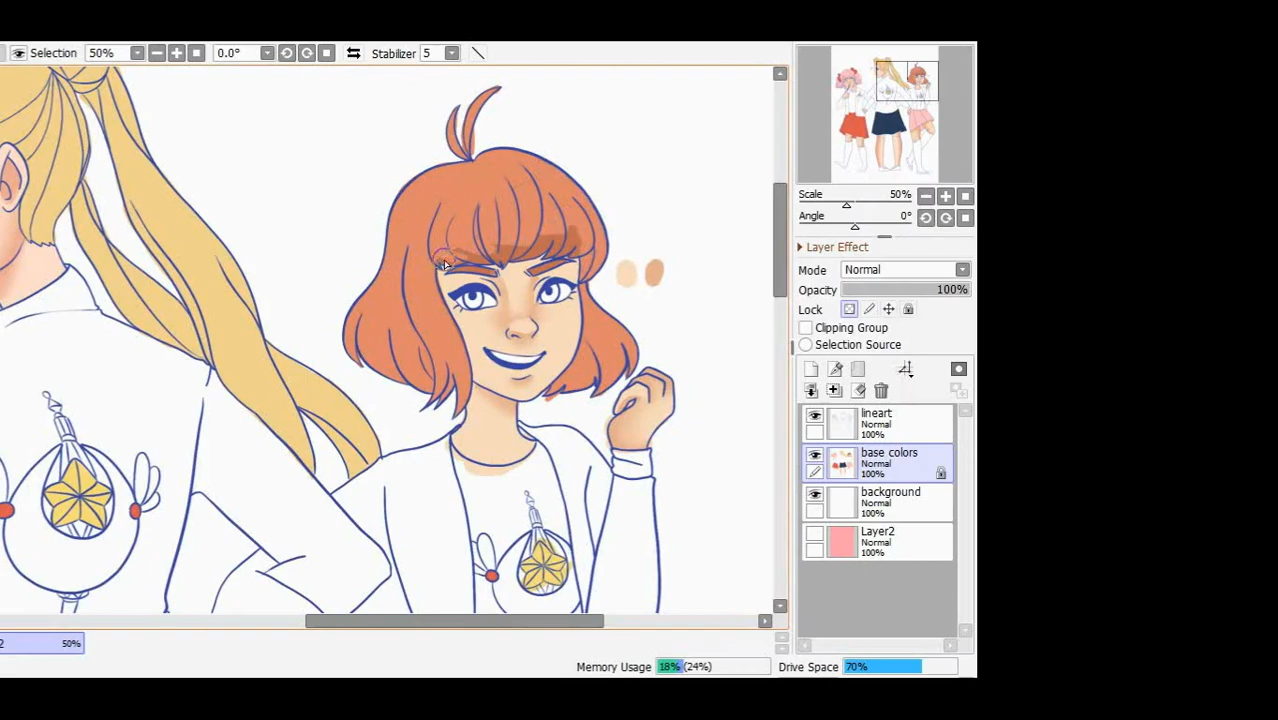 Selection 50% 0.0° Stabilizer 5
Scale 50%
Angle 0°
Layer Effect
Mode Normal
Opacity 100%
Lock
Clipping Group
Selection Source
lineart
Normal
100%
base colors
Normal
100%
background
Normal
100%
Layer2
Normal
100%
2 50%
Memory Usage 18% (24%) Drive Space 70%